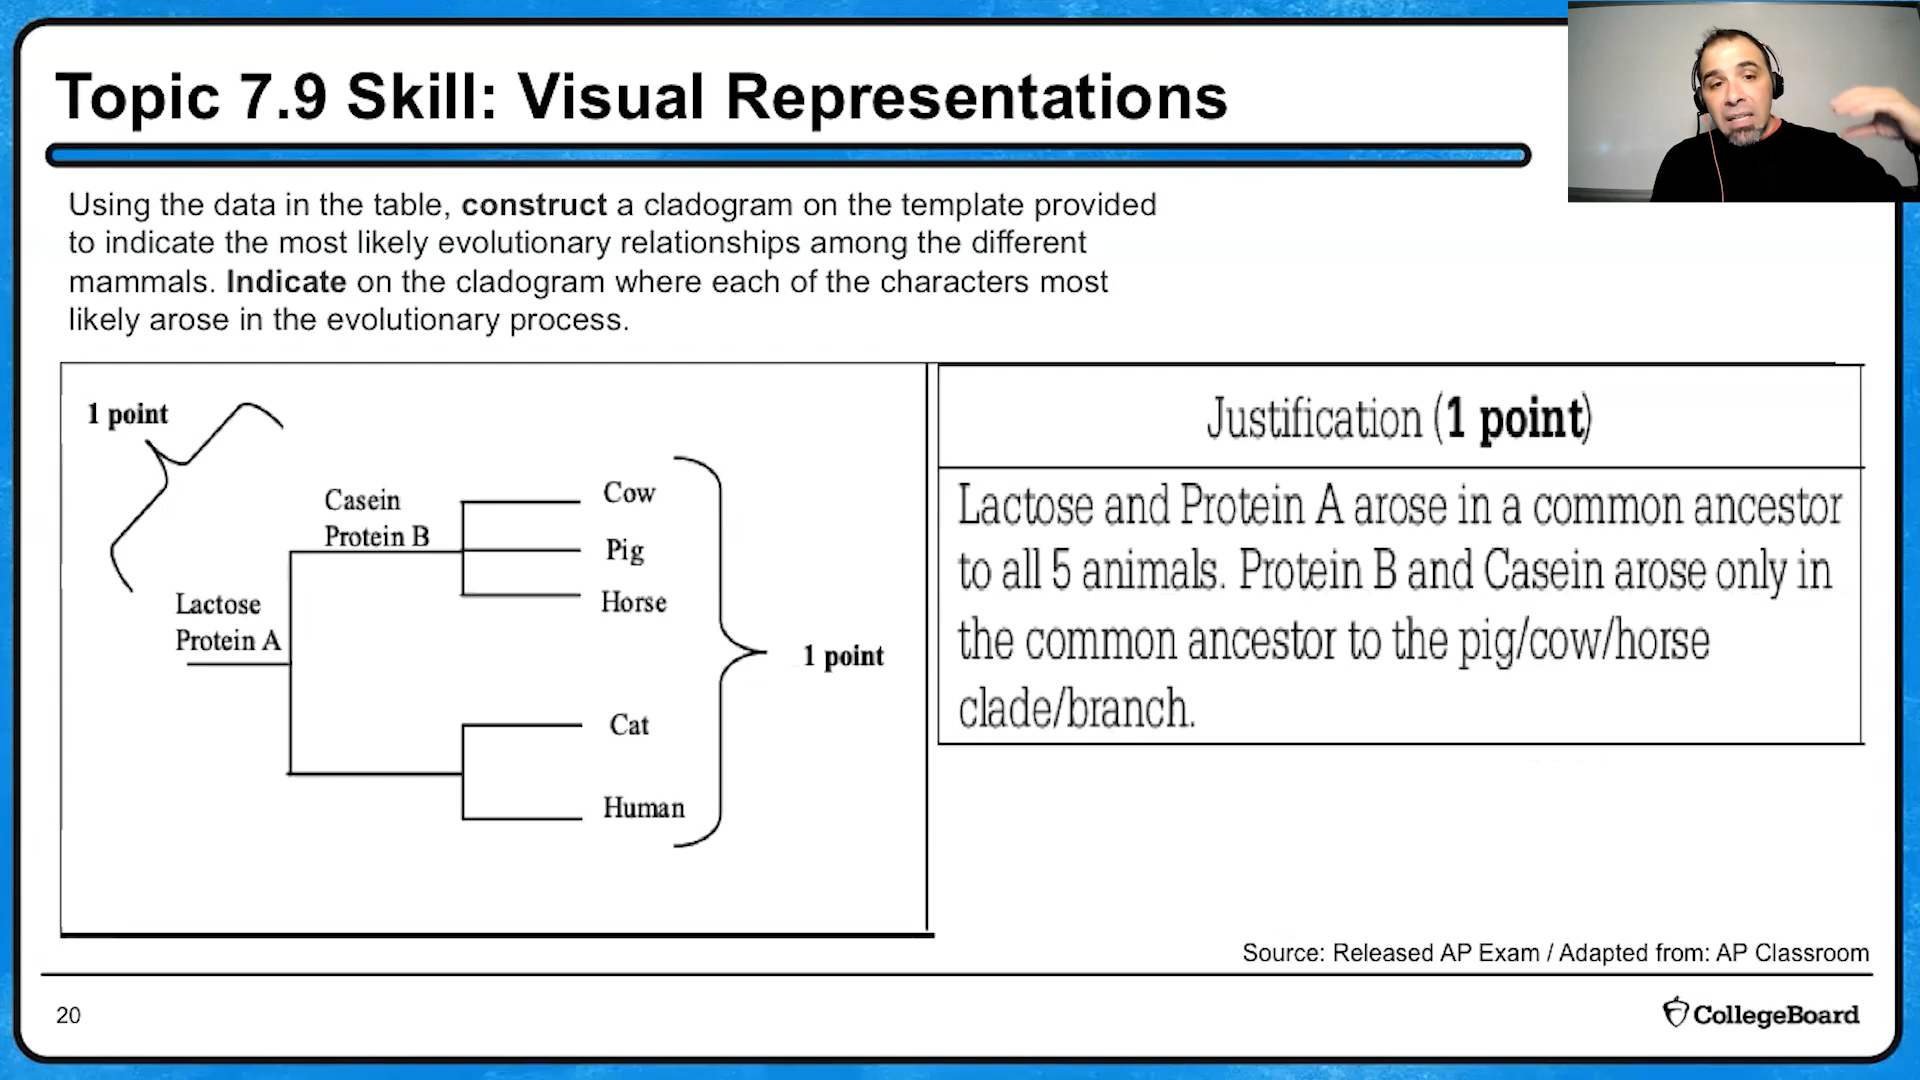 Topic 7.9 Skill: Visual Representations
Using the data in the table, construct a cladogram on the template provided
to indicate the most likely evolutionary relationships among the different
mammals. Indicate on the cladogram where each of the characters most
likely arose in the evolutionary process.
1 point
Casein
Protein B
Lactose
Protein A
Cow
Pig
Horse
Cat
Human
1 point
Justification (1 point)
Lactose and Protein A arose in a common ancestor
to all 5 animals. Protein B and Casein arose only in
the common ancestor to the pig/cow/horse
clade/branch.
Source: Released AP Exam / Adapted from: AP Classroom
20
CollegeBoard